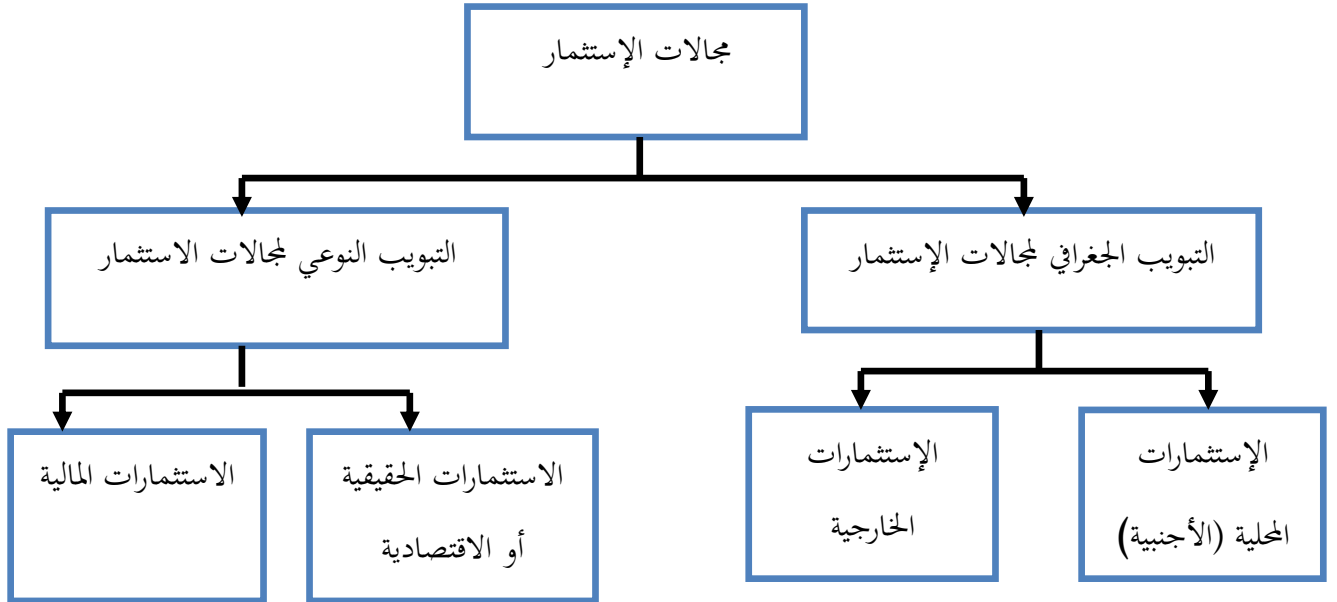 مجالات الإستثمار
التبويب الجغرافي لمجالات الإستثمار
التبويب النوعي لمجالات الاستثمار
الإستثمارات
المحلية (الأجنبية)
الإستثمارات
الخارجية
الاستثمارات الحقيقية
أو الاقتصادية
الاستثمارات المالية